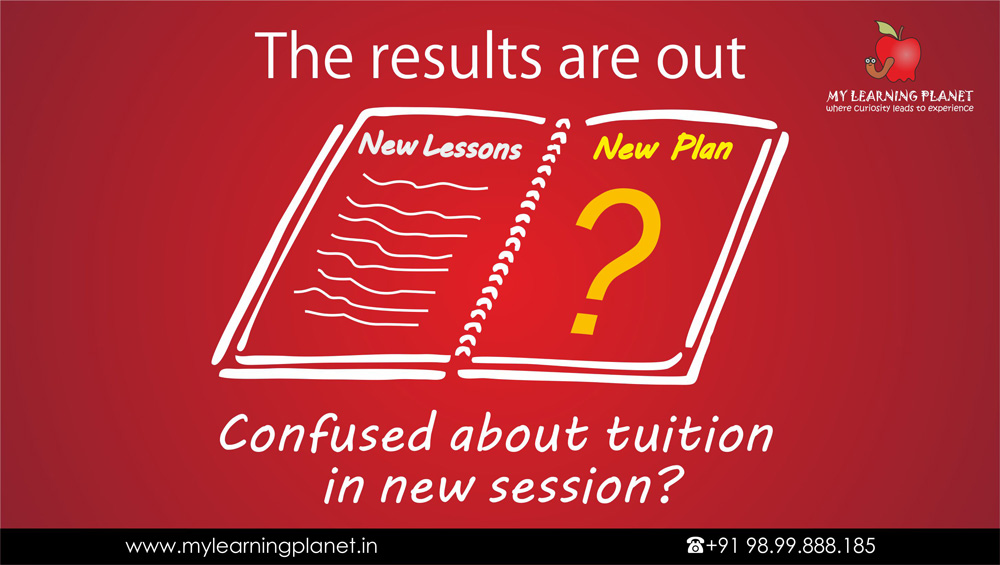 The results are out
MY LEARNING PLANET
where curiosity leads to experience
New Lessons
New Plan
?
Confused about tuition
in new session?
www.mylearningplanet.in
☎+91 98.99.888.185